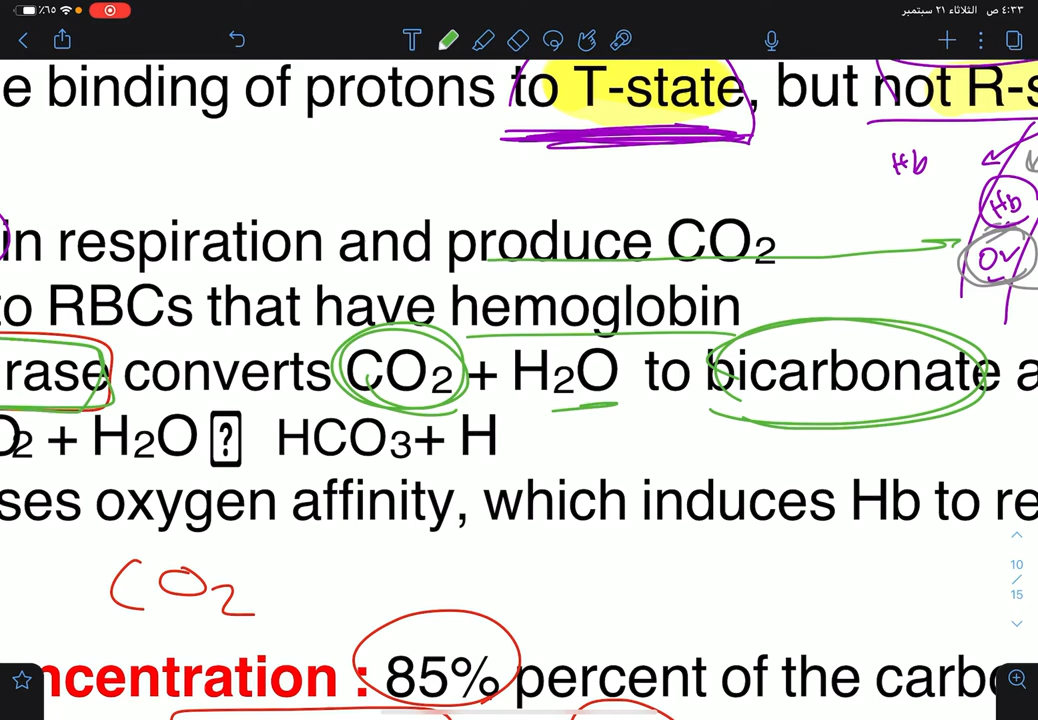 ٤:٣٣ ص الثلاثاء ٢١ سبتمبر ٦٥٪
T
e binding of protons to T-state, but not R-s
Hb
Hb
in respiration and produce CO2
to RBCs that have hemoglobin
rase converts CO2 + H2O to bicarbonate a
O2 + H2O ? HCO3+ H
ses oxygen affinity, which induces Hb to re
10
/
15
CO2
ncentration : 85% percent of the carbo